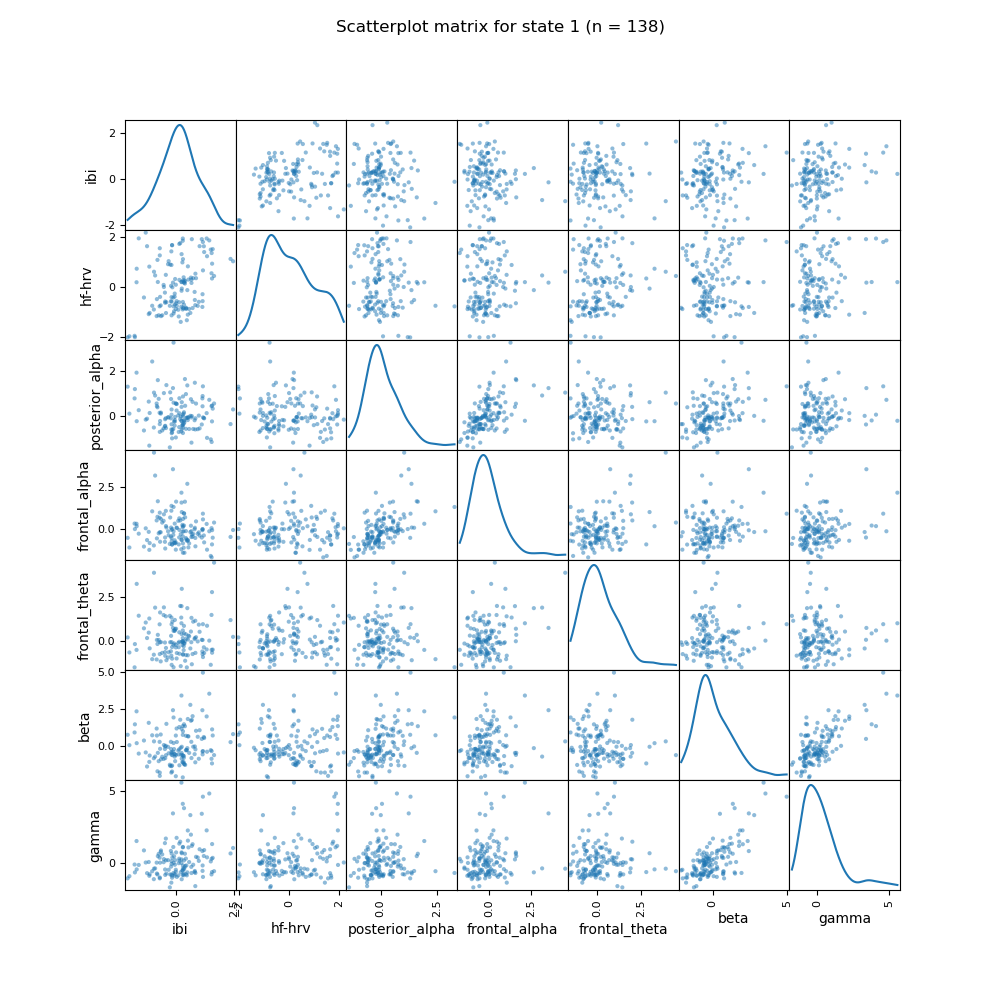 Scatterplot matrix for state 1 (n = 138)
ibi
2
0
−2
hf-hrv
2
0
−2
posterior_alpha
2
0
frontal_alpha
2.5
0.0
frontal_theta
2.5
0.0
beta
5.0
2.5
0.0
gamma
5
0
0.0 2.5 −2 0 2 0.0 2.5 0.0 2.5 0.0 2.5 0 5 0 5
ibi hf-hrv posterior_alpha frontal_alpha frontal_theta beta gamma